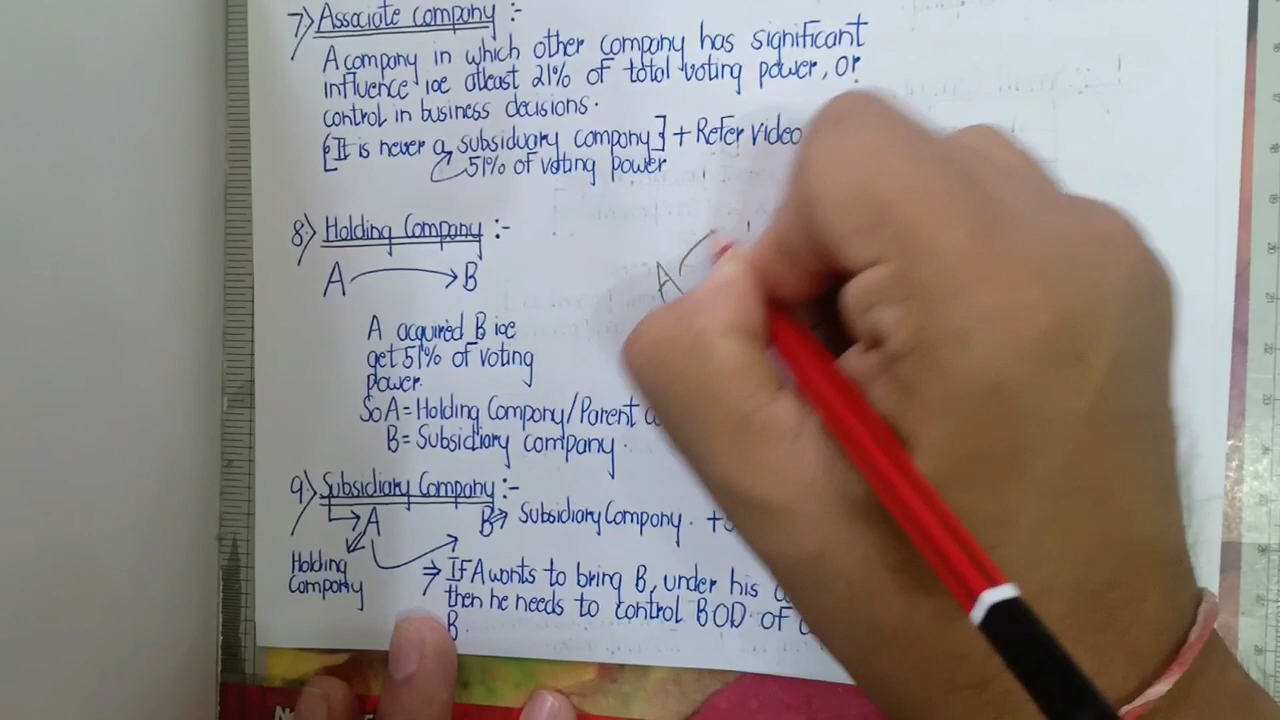 7) Associate company :-
A company in which other company has significant
influence ie atleast 21% of total voting power, or
control in business decisions.
[It is never a subsiduary company] + Refer video
51% of voting power
8) Holding Company :-
A B
A
A acquired B ie
get 51% of voting
power.
So A = Holding Company/Parent
B = Subsidiary company.
9) Subsidiary Company :-
A B ⇒ Subsidiary Company. +
Holding
Company
⇒ IF A wants to bring B, under his
then he needs to control BOD of
B.